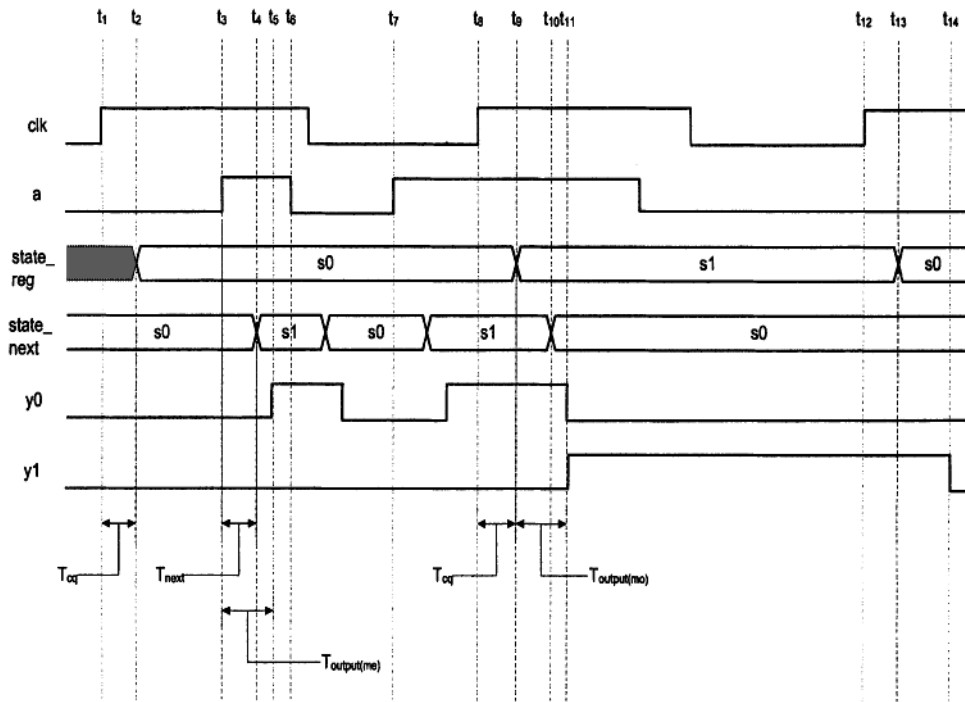 t1 t2 t3 t4 t5 t6 t7 t8 t9 t10 t11 t12 t13 t14
clk
a
state_
reg
s0 s1 s0
state_
next
s0 s1 s0 s1 s0
y0
y1
Tcq Tnext Tcq Toutput(mo)
Toutput(me)